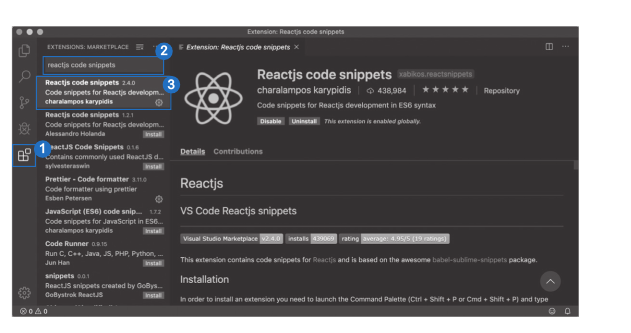 Extension: Reactjs code snippets
EXTENSIONS: MARKETPLACE
2
reactjs code snippets
3
Reactjs code snippets 2.4.0
Code snippets for Reactjs developm...
charalampos karypidis
Reactjs code snippets 1.2.1
Code snippets for Reactjs developm...
Alessandro Holanda Install
1
ReactJS Code Snippets 0.1.6
Contains commonly used ReactJS d...
sylvesteraswin Install
Prettier - Code formatter 3.11.0
Code formatter using prettier
Esben Petersen
JavaScript (ES6) code snip... 1.7.2
Code snippets for JavaScript in ES6...
charalampos karypidis Install
Code Runner 0.9.15
Run C, C++, Java, JS, PHP, Python, ...
Jun Han Install
snippets 0.0.1
ReactJS snippets created by GoBys...
GoBystrok ReactJS Install
0 0
Extension: Reactjs code snippets ×
Reactjs code snippets xabikos.reactsnippets
charalampos karypidis 438,984 ★★★★★ Repository
Code snippets for Reactjs development in ES6 syntax
Disable Uninstall This extension is enabled globally.
Details Contributions
Reactjs
VS Code Reactjs snippets
Visual Studio Marketplace v2.4.0 installs 439069 rating average: 4.95/5 (19 ratings)
This extension contains code snippets for Reactjs and is based on the awesome babel-sublime-snippets package.
Installation
In order to install an extension you need to launch the Command Palette (Ctrl + Shift + P or Cmd + Shift + P) and type